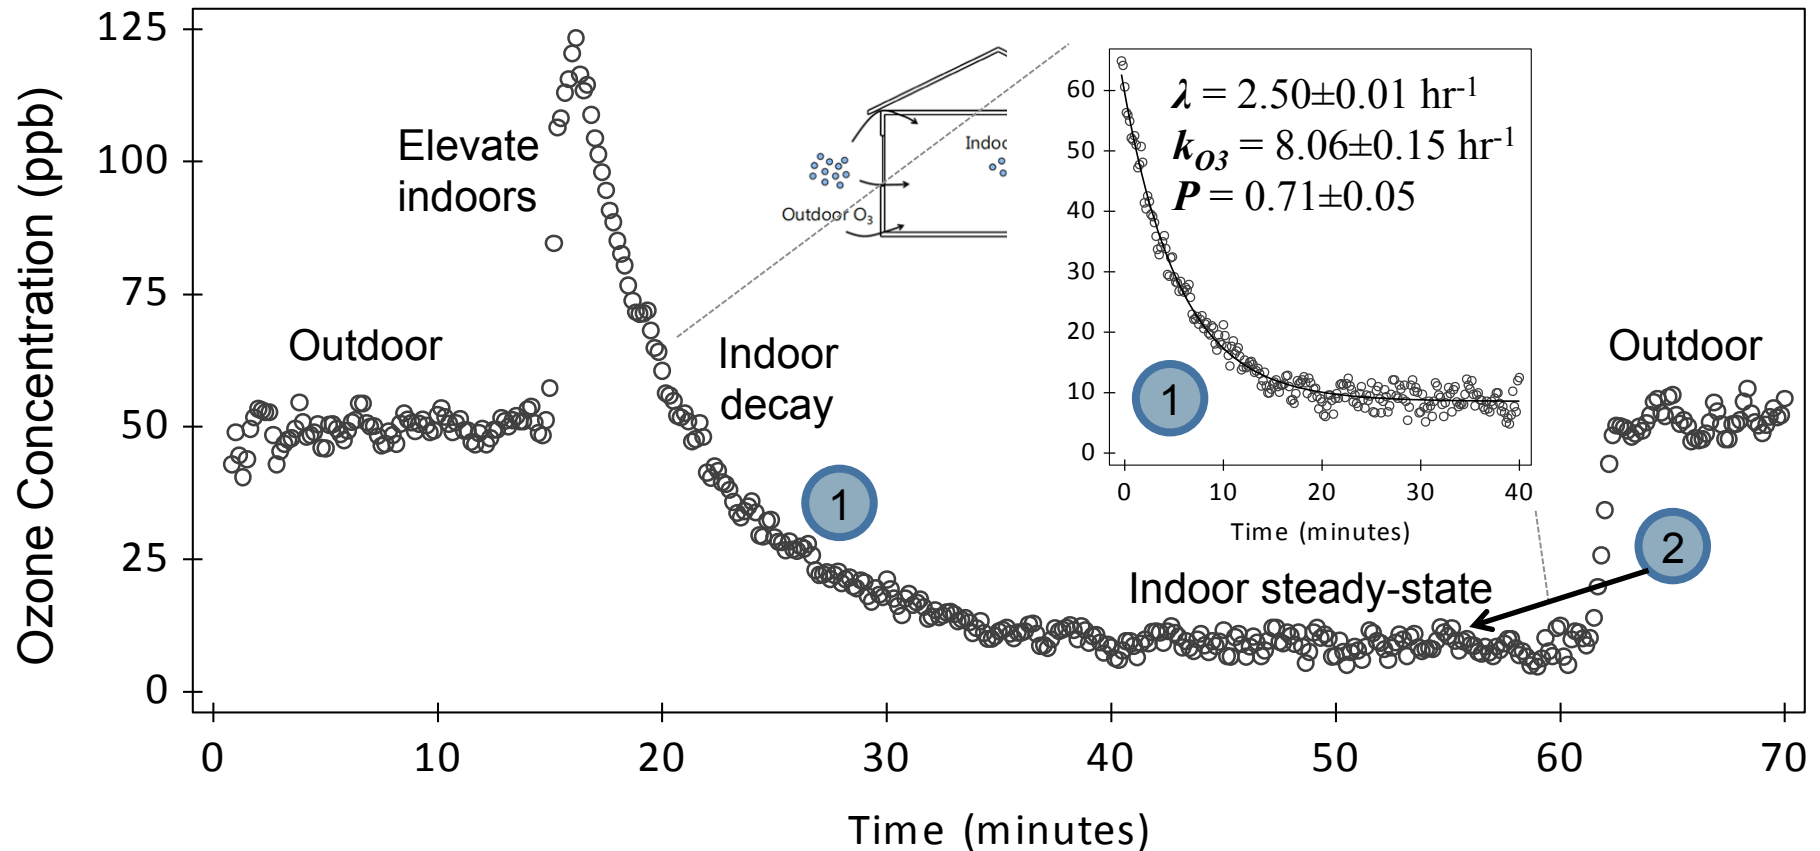 Ozone Concentration (ppb)
125
100
75
50
25
0
Elevate
indoors
Outdoor
Indoor
decay
1
Outdoor O₃
Indoc
60
50
40
30
20
10
0
λ = 2.50±0.01 hr⁻¹
k_O3 = 8.06±0.15 hr⁻¹
P = 0.71±0.05
1
0 10 20 30 40
Time (minutes)
Outdoor
2
Indoor steady-state
0 10 20 30 40 50 60 70
Time (minutes)